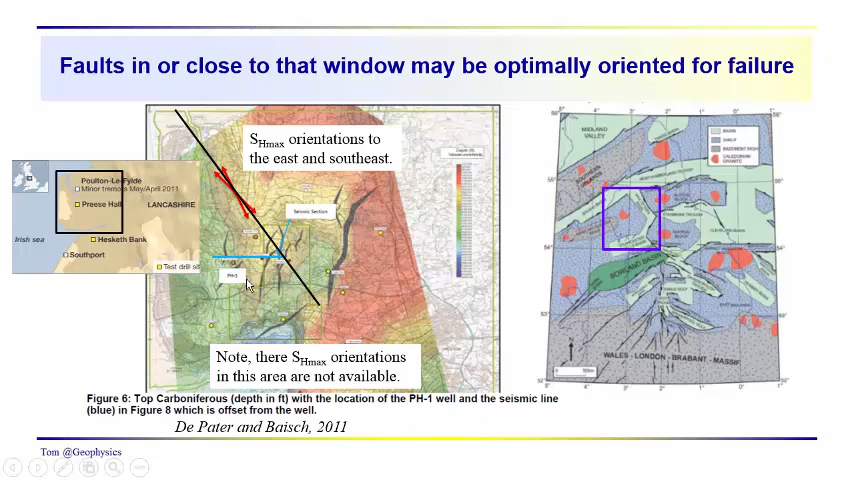 Faults in or close to that window may be optimally oriented for failure
SHmax orientations to
the east and southeast.
Poulton-Le-Fylde
Minor tremors May/April 2011
Preese Hall
LANCASHIRE
Irish sea
Hesketh Bank
Southport
Test drill sit
Seismic Section
PH-1
Note, there SHmax orientations
in this area are not available.
MIDLAND
VALLEY
BASIN
SHELF
CALEDONIAN
GRANITE
BOWLAND BASIN
WALES - LONDON - BRABANT - MASSIF
N
Figure 6: Top Carboniferous (depth in ft) with the location of the PH-1 well and the seismic line
(blue) in Figure 8 which is offset from the well.
De Pater and Baisch, 2011
Tom @Geophysics